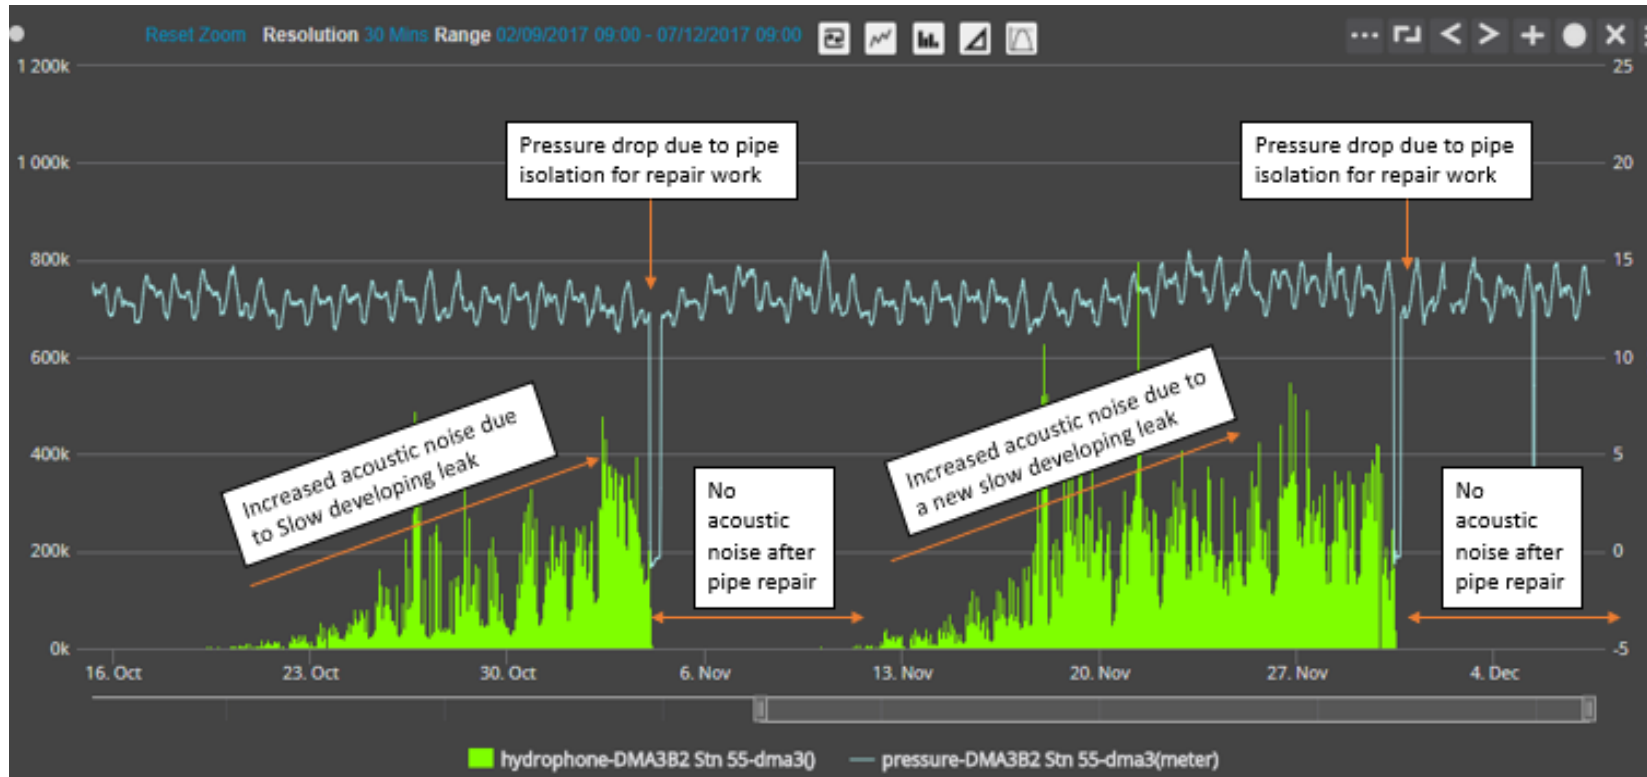 Reset Zoom Resolution 30 Mins Range 02/09/2017 09:00 - 07/12/2017 09:00
1 200k
25
Pressure drop due to pipe
isolation for repair work
Pressure drop due to pipe
isolation for repair work
1 000k
20
800k
15
600k
10
Increased acoustic noise due
to Slow developing leak
Increased acoustic noise due to
a new slow developing leak
400k
5
No
acoustic
noise after
pipe repair
No
acoustic
noise after
pipe repair
200k
0
0k
-5
16. Oct 23. Oct 30. Oct 6. Nov 13. Nov 20. Nov 27. Nov 4. Dec
hydrophone-DMA3B2 Stn 55-dma3() pressure-DMA3B2 Stn 55-dma3(meter)